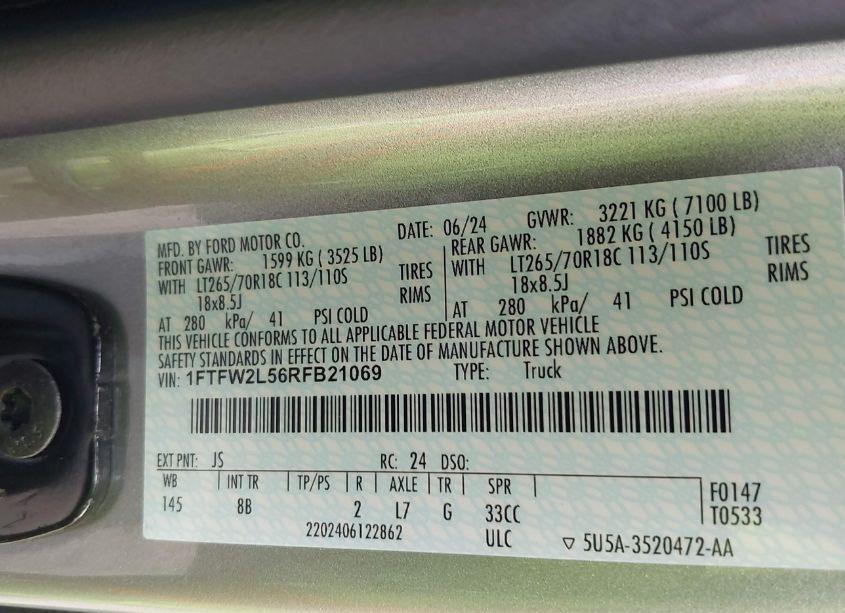 MFD. BY FORD MOTOR CO. DATE: 06/24 GVWR: 3221 KG ( 7100 LB)
FRONT GAWR: 1599 KG ( 3525 LB) REAR GAWR: 1882 KG ( 4150 LB)
WITH LT265/70R18C 113/110S TIRES WITH LT265/70R18C 113/110S TIRES
18x8.5J RIMS 18x8.5J RIMS
AT 280 kPa/ 41 PSI COLD AT 280 kPa/ 41 PSI COLD
THIS VEHICLE CONFORMS TO ALL APPLICABLE FEDERAL MOTOR VEHICLE
SAFETY STANDARDS IN EFFECT ON THE DATE OF MANUFACTURE SHOWN ABOVE.
VIN: 1FTFW2L56RFB21069 TYPE: Truck
EXT PNT: JS RC: 24 DSO:
WB INT TR TP/PS R AXLE TR SPR F0147
145 8B 2 L7 G 33CC T0533
2202406122862 ULC ▽ 5U5A-3520472-AA